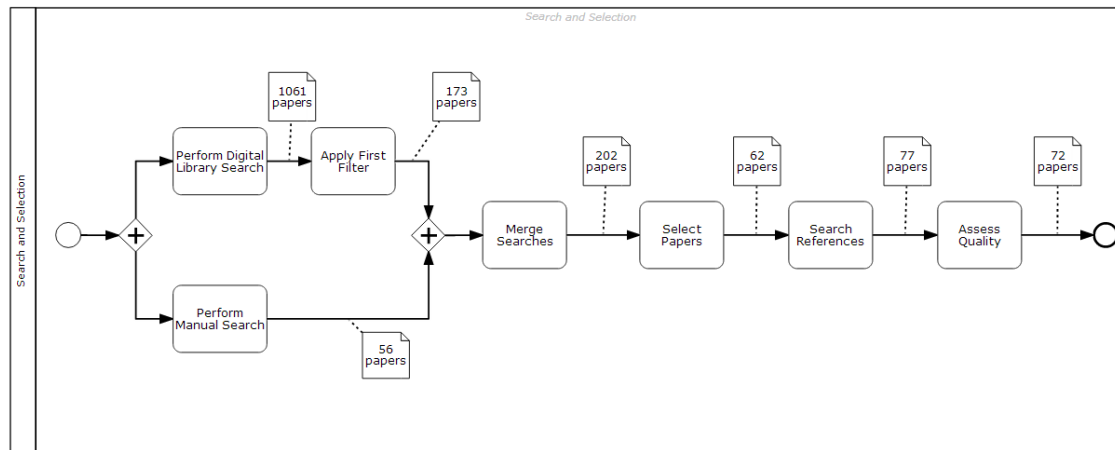 Search and Selection
Search and Selection
1061
papers
173
papers
Perform Digital
Library Search
Apply First
Filter
202
papers
62
papers
77
papers
72
papers
Merge
Searches
Select
Papers
Search
References
Assess
Quality
Perform
Manual Search
56
papers